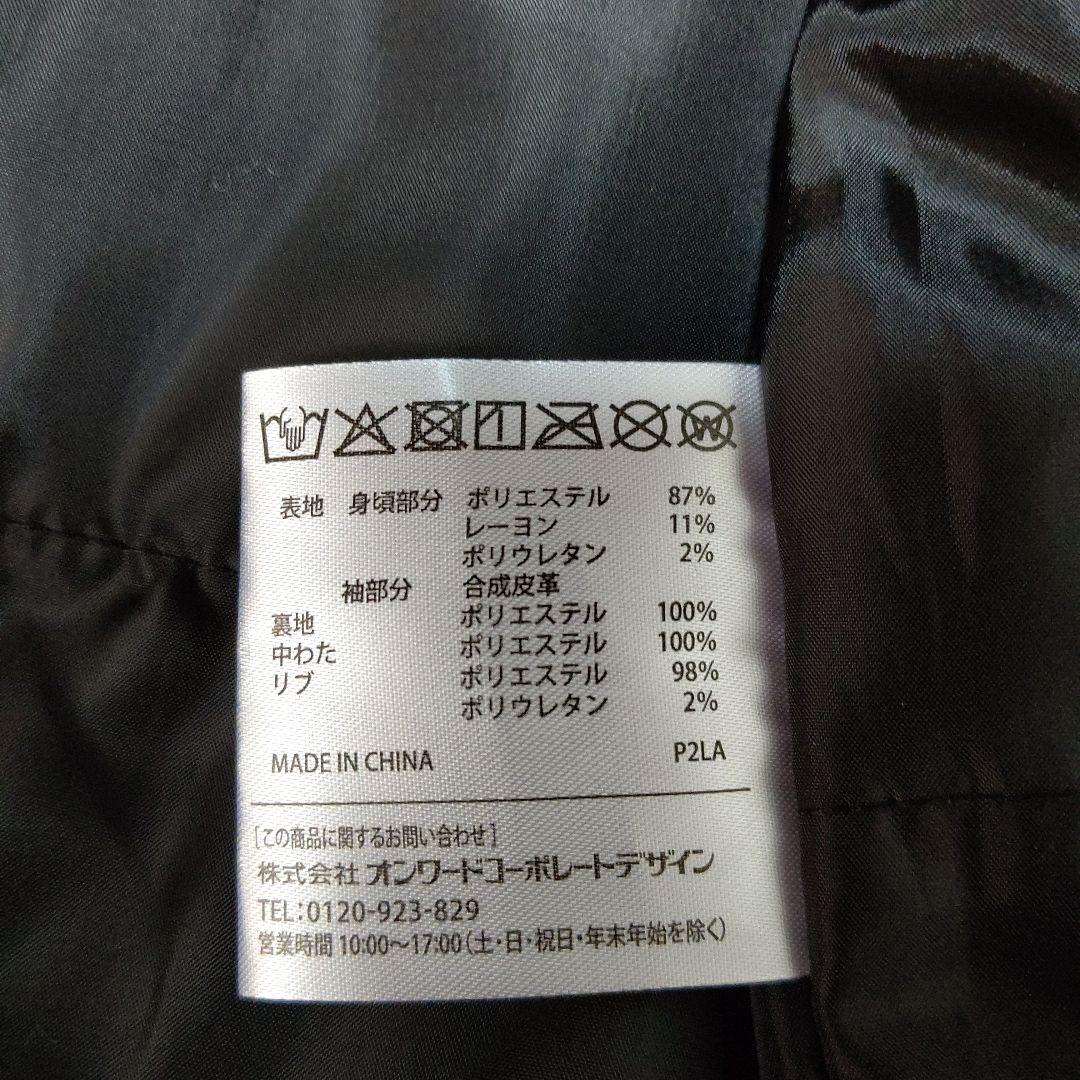 表地 身頃部分 ポリエステル 87%
レーヨン 11%
ポリウレタン 2%
袖部分 合成皮革
裏地 ポリエステル 100%
中わた ポリエステル 100%
リブ ポリエステル 98%
ポリウレタン 2%
MADE IN CHINA P2LA
[この商品に関するお問い合わせ]
株式会社 オンワードコーポレートデザイン
TEL:0120-923-829
営業時間 10:00〜17:00(土・日・祝日・年末年始を除く)